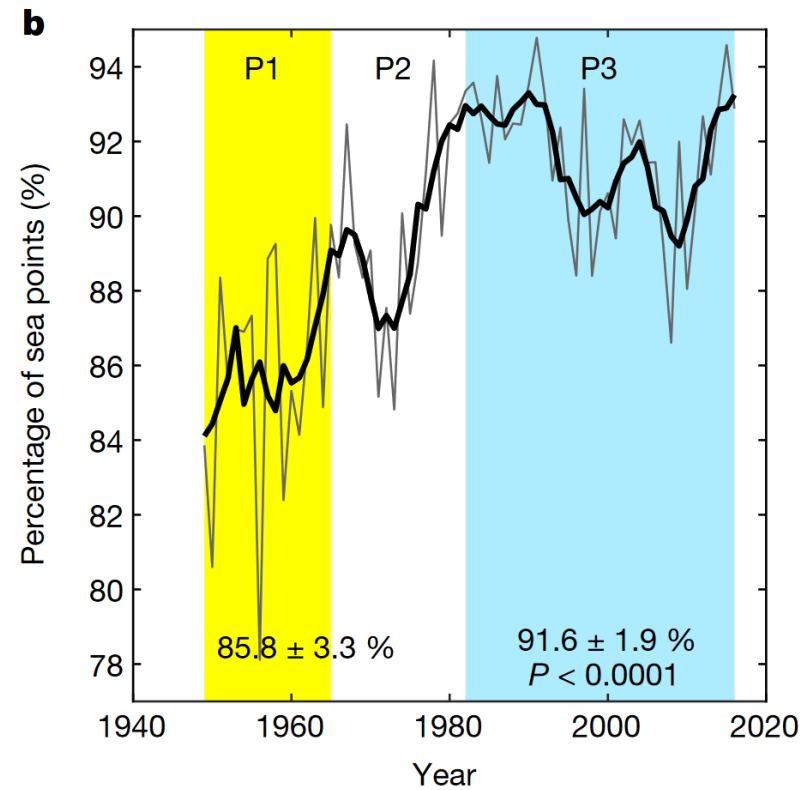 b
P1 P2 P3
94
92
90
88
86
84
82
80
78
Percentage of sea points (%)
85.8 ± 3.3 %
91.6 ± 1.9 %
P < 0.0001
1940 1960 1980 2000 2020
Year